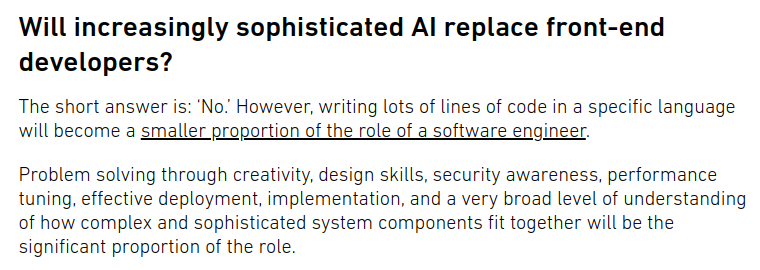 Will increasingly sophisticated AI replace front-end
developers?
The short answer is: ‘No.’ However, writing lots of lines of code in a specific language
will become a smaller proportion of the role of a software engineer.
Problem solving through creativity, design skills, security awareness, performance
tuning, effective deployment, implementation, and a very broad level of understanding
of how complex and sophisticated system components fit together will be the
significant proportion of the role.